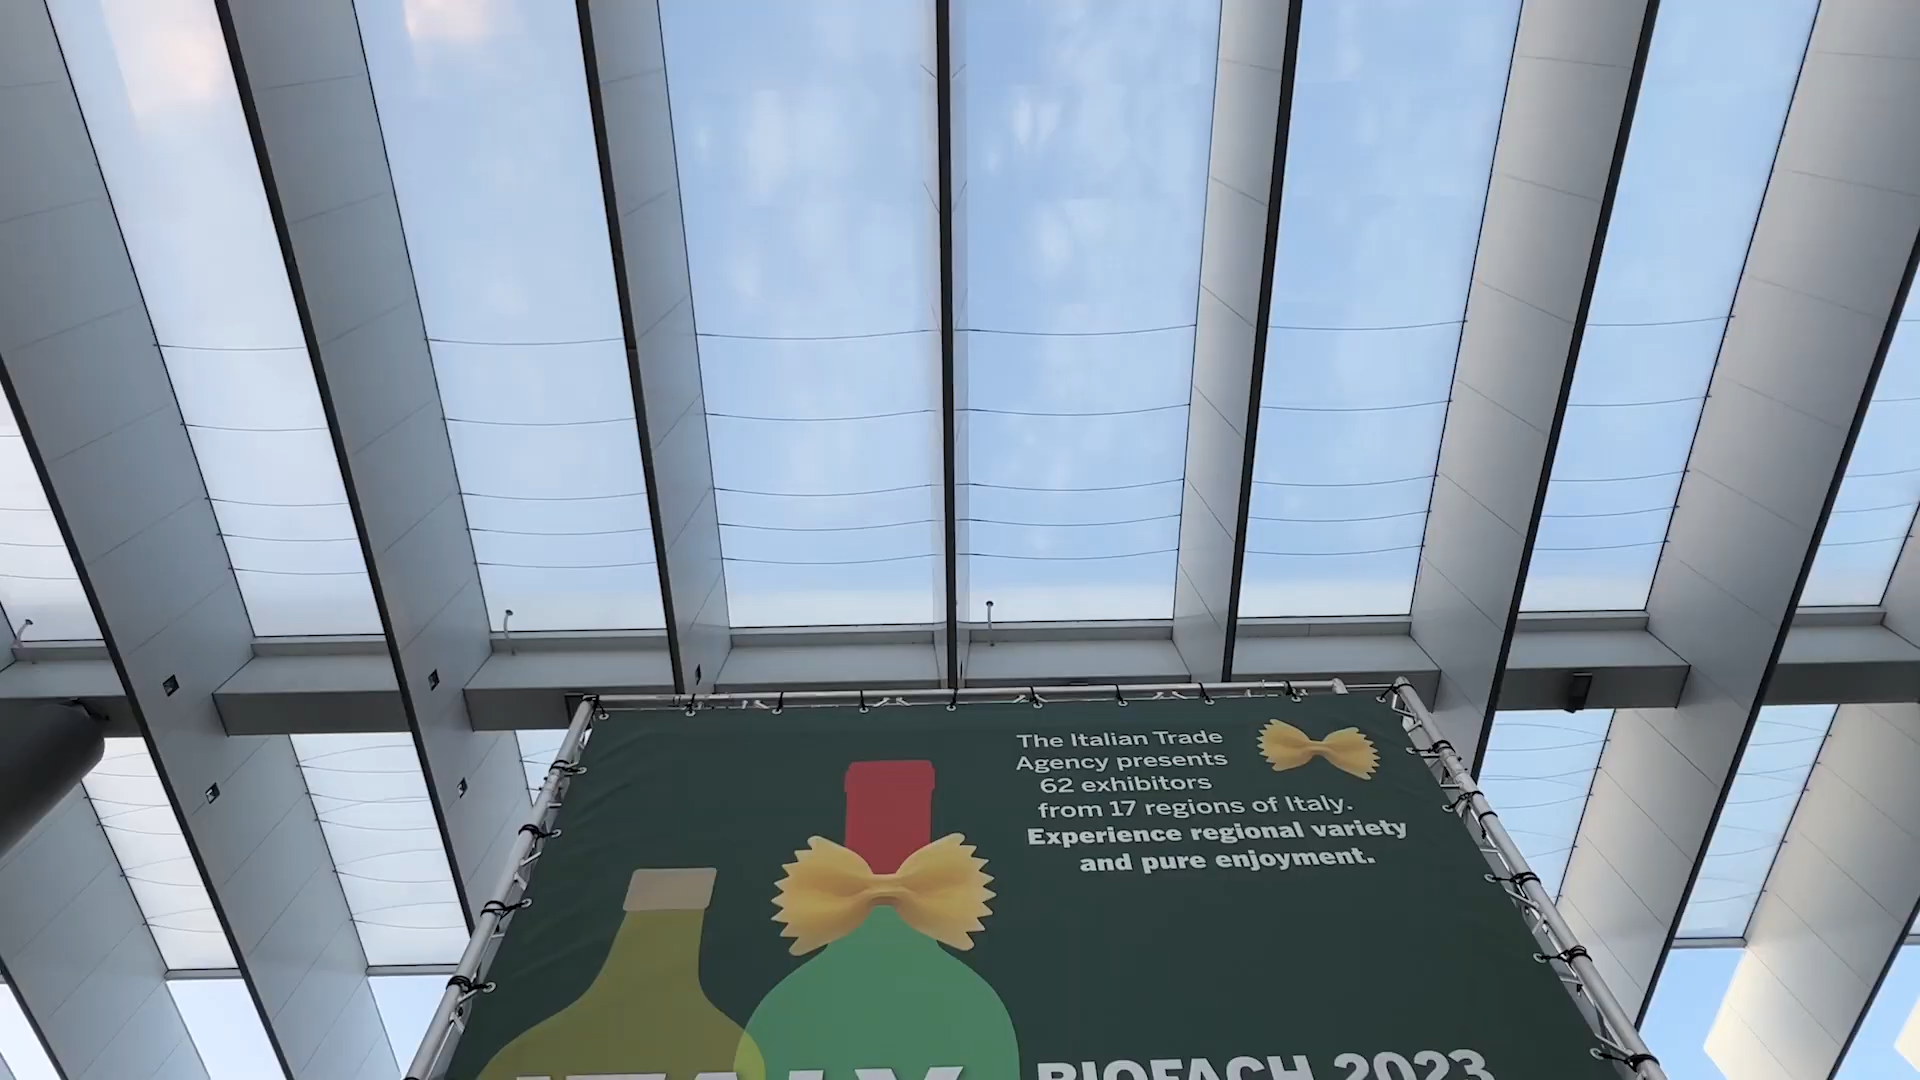 The Italian Trade
Agency presents
62 exhibitors
from 17 regions of Italy.
Experience regional variety
and pure enjoyment.
ITALY
BIOFACH 2023